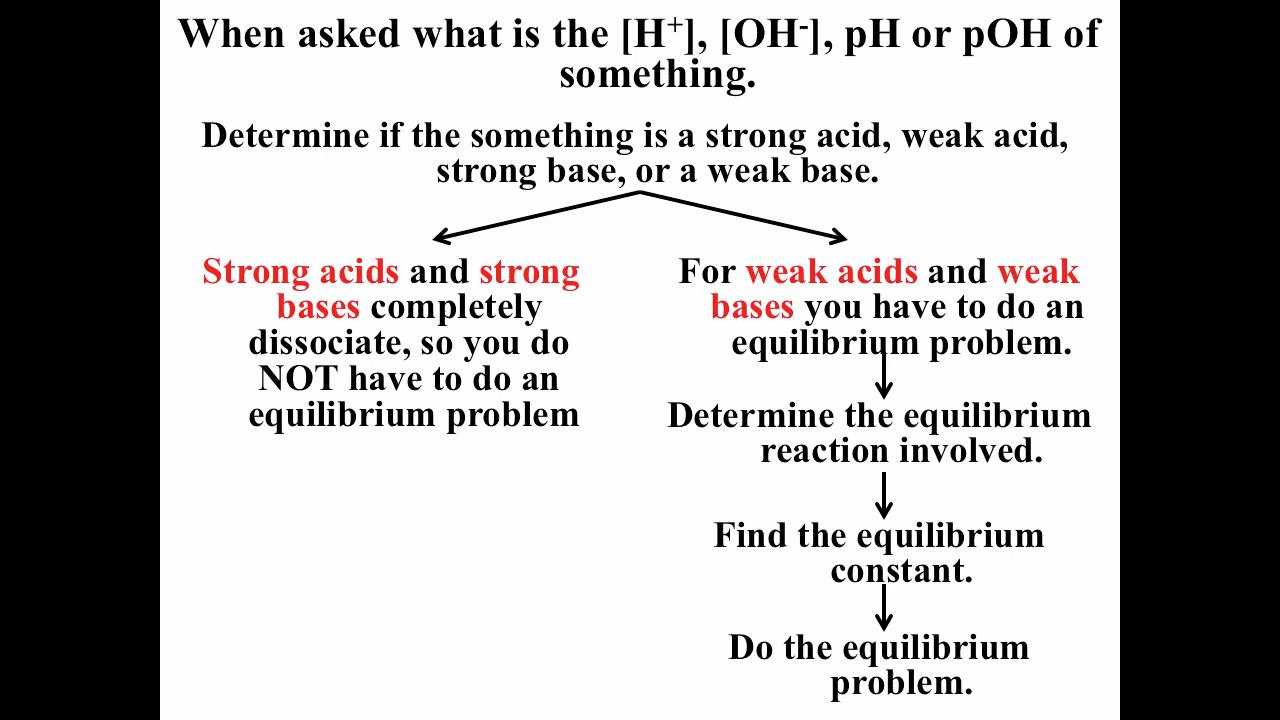 When asked what is the [H⁺], [OH⁻], pH or pOH of
something.
Determine if the something is a strong acid, weak acid,
strong base, or a weak base.
Strong acids and strong
bases completely
dissociate, so you do
NOT have to do an
equilibrium problem
For weak acids and weak
bases you have to do an
equilibrium problem.
Determine the equilibrium
reaction involved.
Find the equilibrium
constant.
Do the equilibrium
problem.